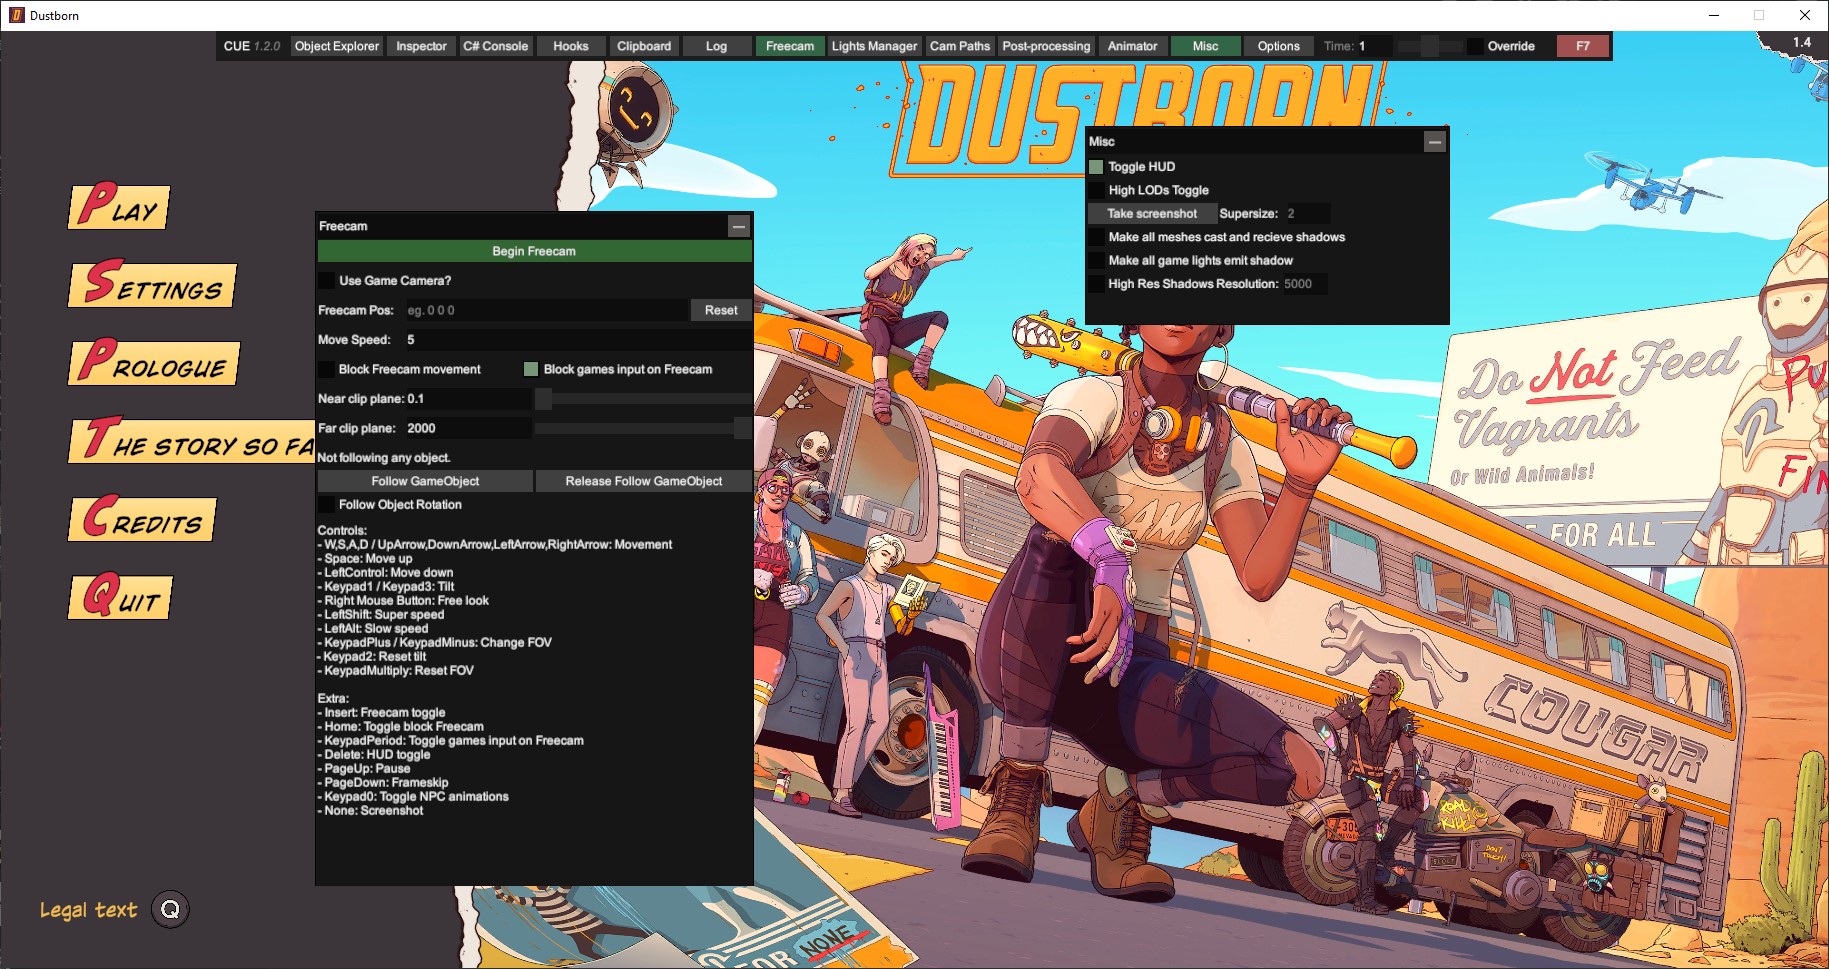 Dustborn
CUE 1.2.0 Object Explorer Inspector C# Console Hooks Clipboard Log Freecam Lights Manager Cam Paths Post-processing Animator Misc Options Time: 1 Override F7
1.4
DUSTBORN
PLAY
SETTINGS
PROLOGUE
THE STORY SO FA
CREDITS
QUIT
Legal text Q
Freecam
Begin Freecam
Use Game Camera?
Freecam Pos: eg. 0 0 0 Reset
Move Speed: 5
Block Freecam movement Block games input on Freecam
Near clip plane: 0.1
Far clip plane: 2000
Not following any object.
Follow GameObject Release Follow GameObject
Follow Object Rotation
Controls:
- W,S,A,D / UpArrow,DownArrow,LeftArrow,RightArrow: Movement
- Space: Move up
- LeftControl: Move down
- Keypad1 / Keypad3: Tilt
- Right Mouse Button: Free look
- LeftShift: Super speed
- LeftAlt: Slow speed
- KeypadPlus / KeypadMinus: Change FOV
- Keypad2: Reset tilt
- KeypadMultiply: Reset FOV
Extra:
- Insert: Freecam toggle
- Home: Toggle block Freecam
- KeypadPeriod: Toggle games input on Freecam
- Delete: HUD toggle
- PageUp: Pause
- PageDown: Frameskip
- Keypad0: Toggle NPC animations
- None: Screenshot
Misc
Toggle HUD
High LODs Toggle
Take screenshot Supersize: 2
Make all meshes cast and recieve shadows
Make all game lights emit shadow
High Res Shadows Resolution: 5000
Do Not Feed
Vagrants
Or Wild Animals!
FOR ALL
PU
FIN
COUGAR
ROAD
KILL
305
DON'T
TOUCH!
FOR NONE